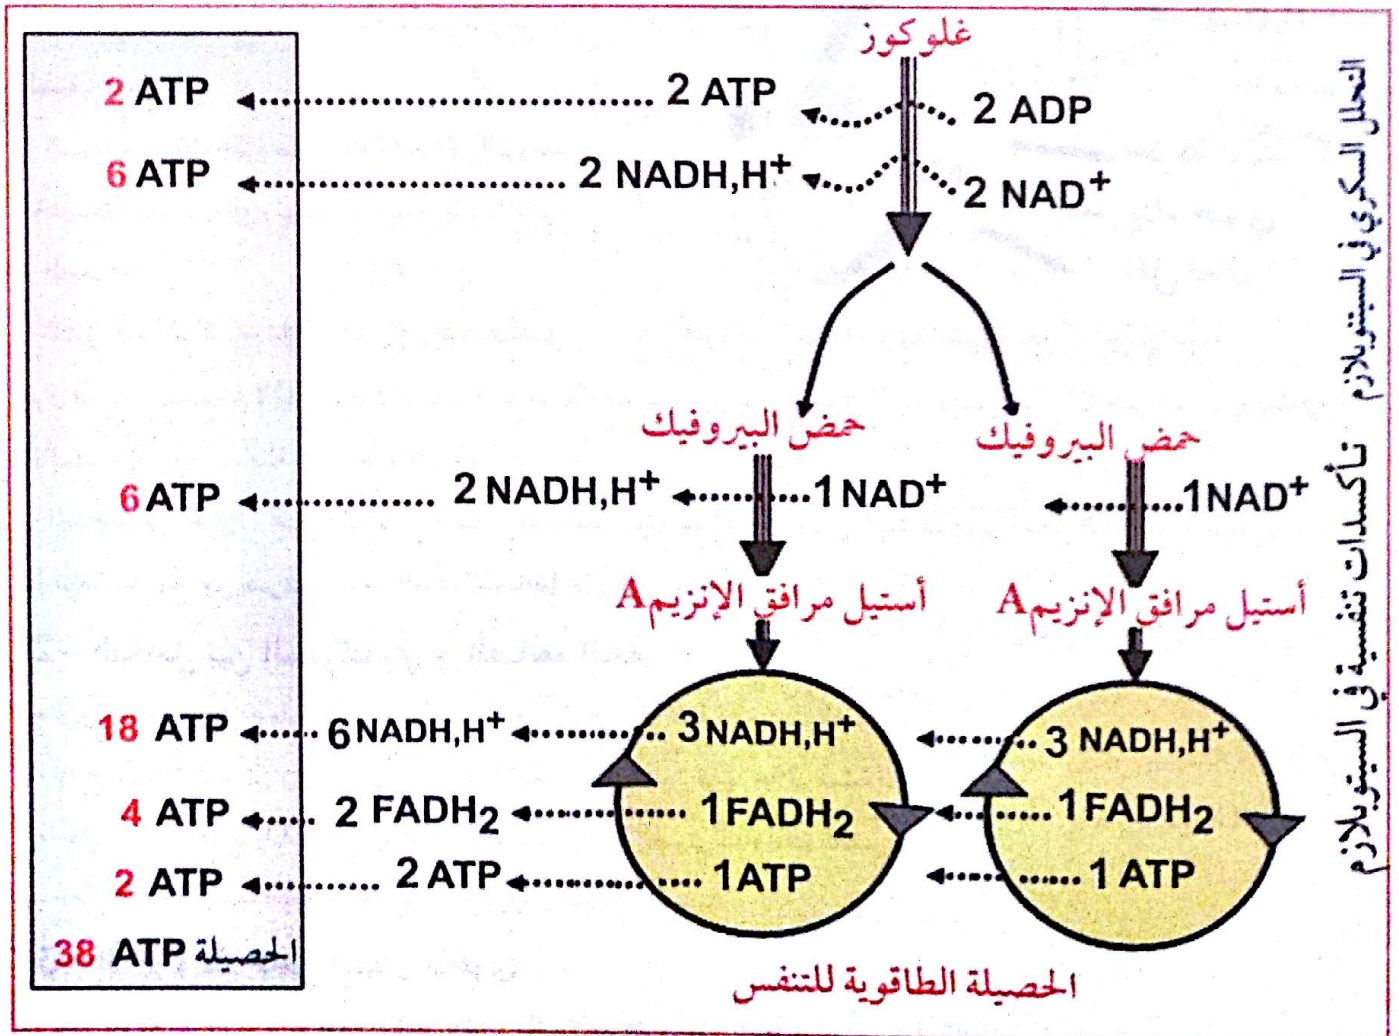 غلوكوز
2 ADP
2 ATP
2 ATP
2 NAD+
2 NADH,H+
6 ATP
التحلل السكري في السيتوبلازم
حمض البيروفيك
حمض البيروفيك
1NAD+
1NAD+
2 NADH,H+
6 ATP
أستيل مرافق الإنزيم A
أستيل مرافق الإنزيم A
تأكسدات تنفسية في السيتوبلازم
3 NADH,H+
3 NADH,H+
6 NADH,H+
18 ATP
1FADH2
1FADH2
2 FADH2
4 ATP
1 ATP
1ATP
2 ATP
2 ATP
الحصيلة 38 ATP
الحصيلة الطاقوية للتنفس